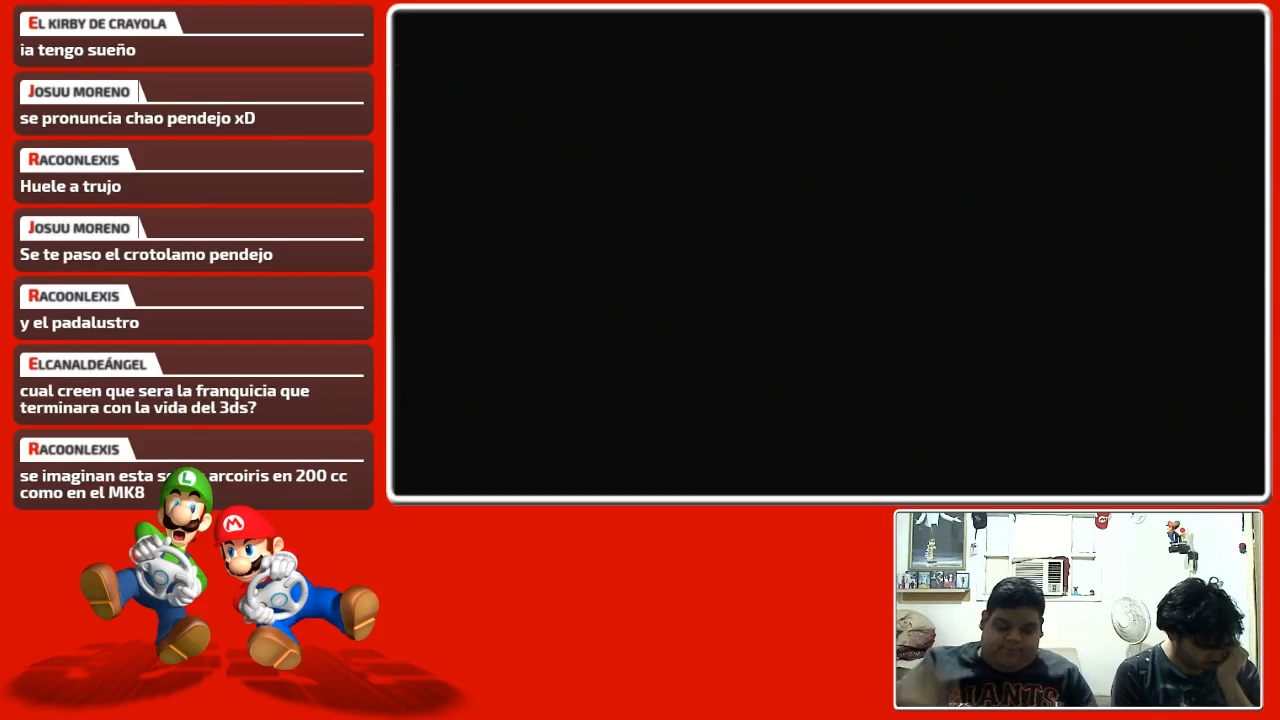 EL KIRBY DE CRAYOLA
ia tengo sueño
JOSUU MORENO
se pronuncia chao pendejo xD
RACOONLEXIS
Huele a trujo
JOSUU MORENO
Se te paso el crotolamo pendejo
RACOONLEXIS
y el padalustro
ELCANALDEÁNGEL
cual creen que sera la franquicia que
terminara con la vida del 3ds?
RACOONLEXIS
se imaginan esta arcoiris en 200 cc
como en el MK8
L
M
GIANTS